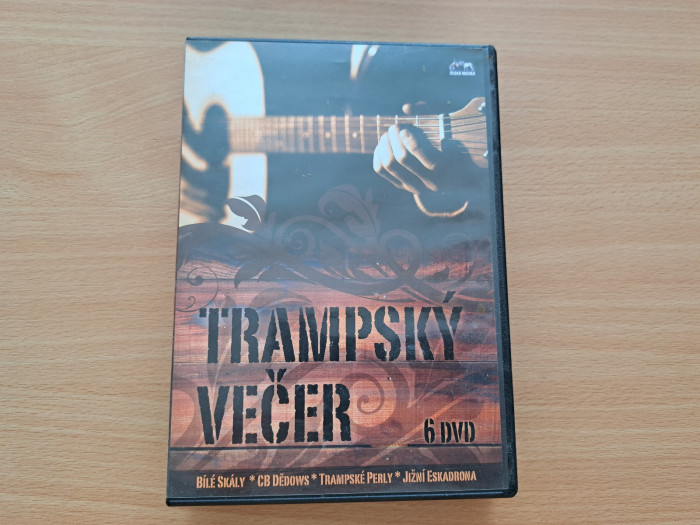 TRAMPSKÝ
VEČER
6 DVD
BÍLÉ SKÁLY * CB DĚDOWS * TRAMPSKÉ PERLY * JIŽNÍ ESKADRONA